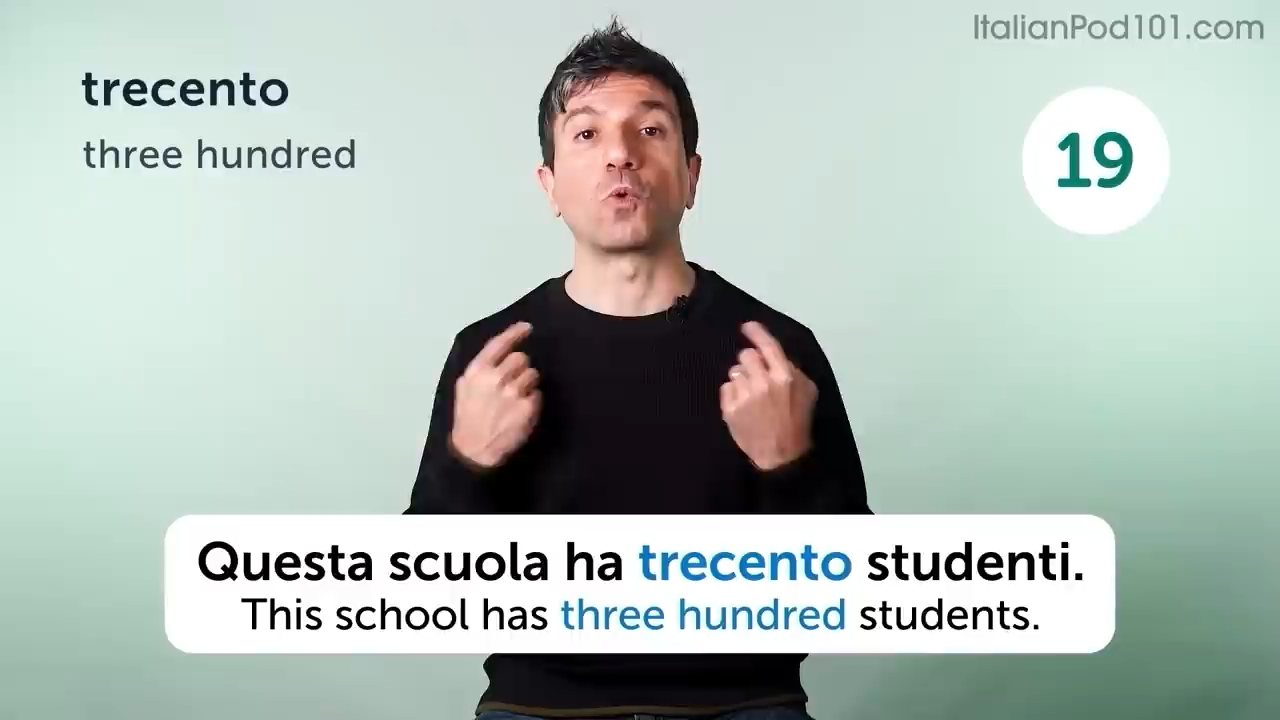 ItalianPod101.com
trecento
three hundred
19
Questa scuola ha trecento studenti.
This school has three hundred students.